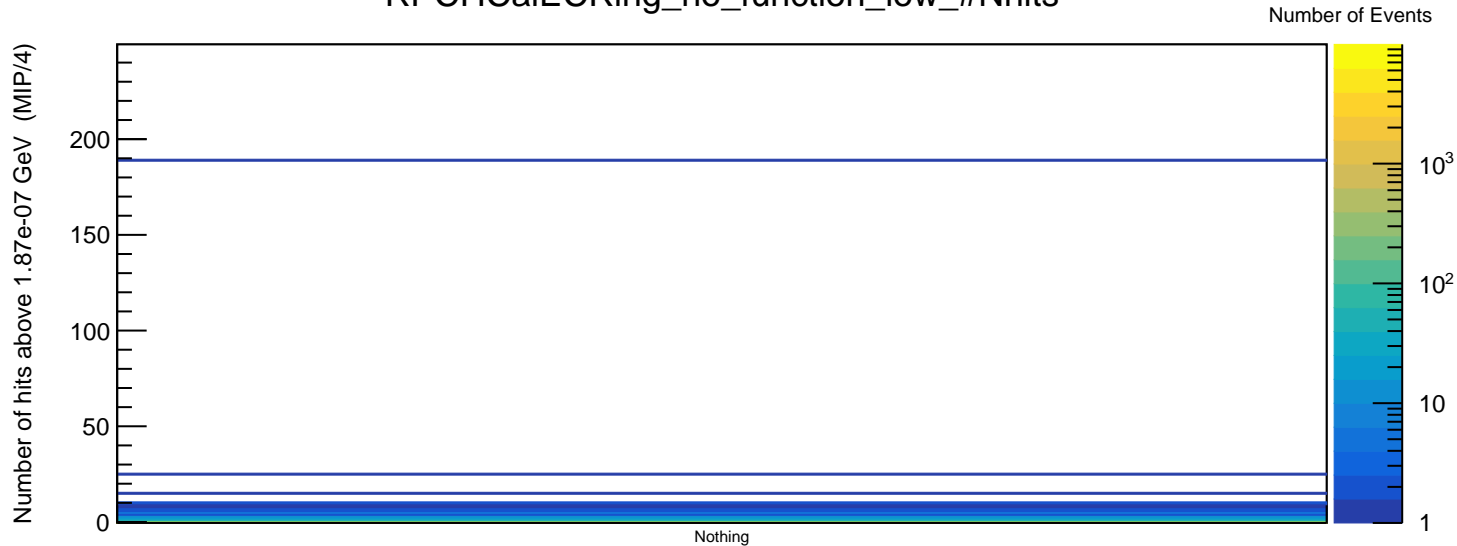 RPCHCalECRing_no_function_low_#Nhits
Number of Events
Number of hits above 1.87e-07 GeV (MIP/4)
200
150
100
50
0
Nothing
10³
10²
10
1